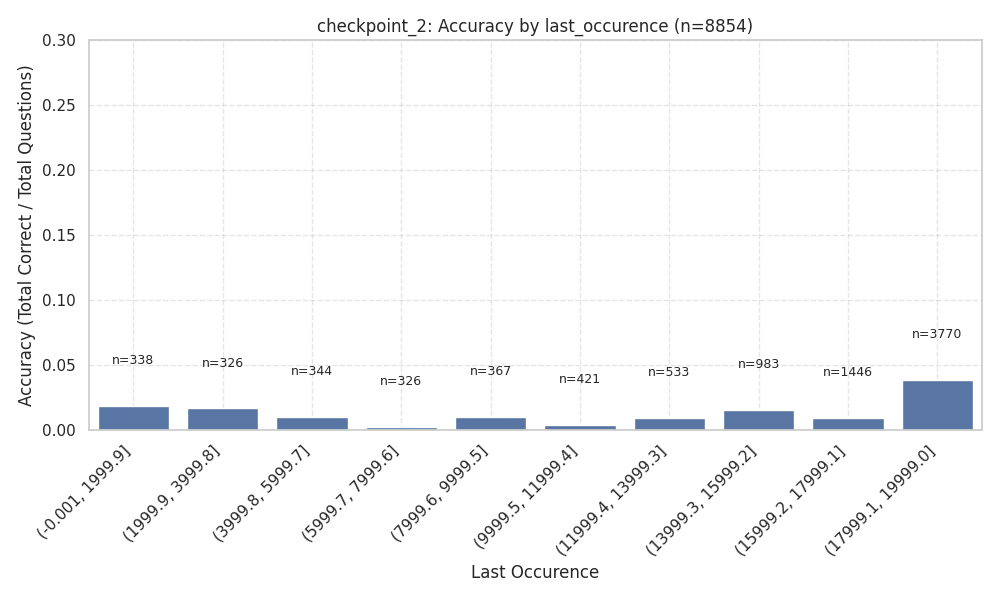 checkpoint_2: Accuracy by last_occurence (n=8854)
Accuracy (Total Correct / Total Questions)
0.30
0.25
0.20
0.15
0.10
0.05
0.00
n=338
n=326
n=344
n=326
n=367
n=421
n=533
n=983
n=1446
n=3770
(-0.001, 1999.9]
(1999.9, 3999.8]
(3999.8, 5999.7]
(5999.7, 7999.6]
(7999.6, 9999.5]
(9999.5, 11999.4]
(11999.4, 13999.3]
(13999.3, 15999.2]
(15999.2, 17999.1]
(17999.1, 19999.0]
Last Occurence